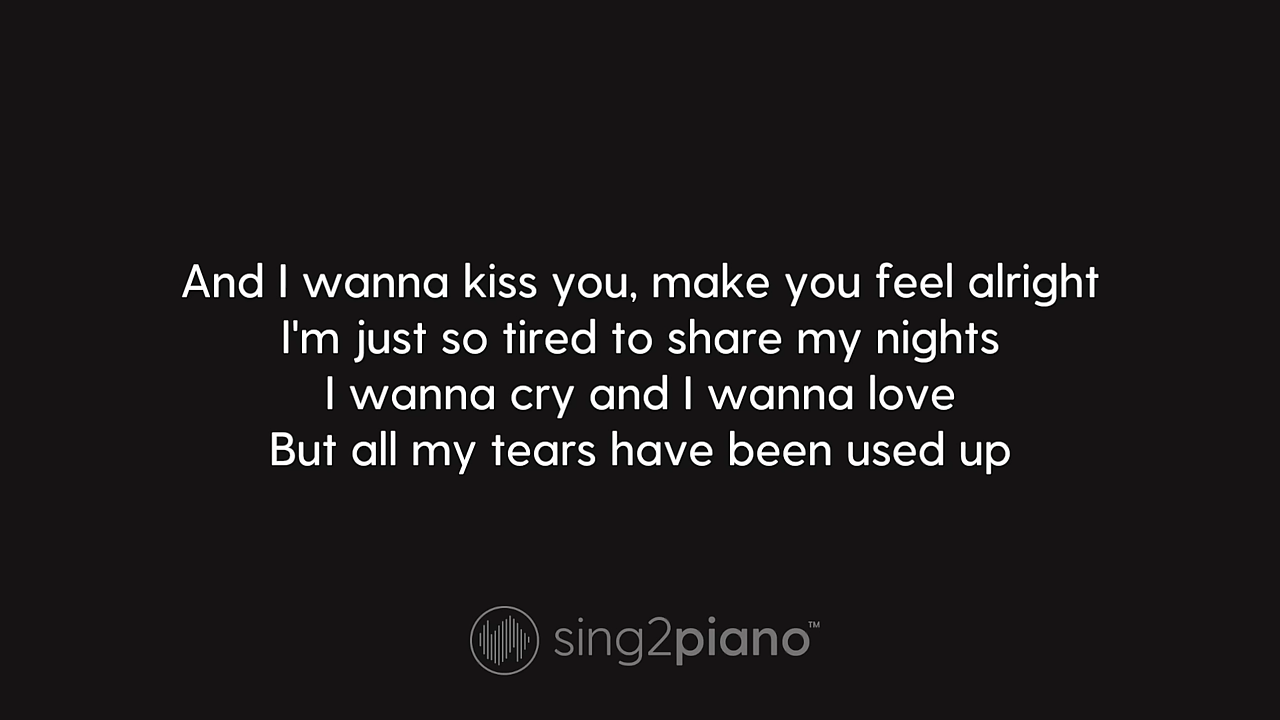 And I wanna kiss you, make you feel alright
I'm just so tired to share my nights
I wanna cry and I wanna love
But all my tears have been used up
sing2piano™